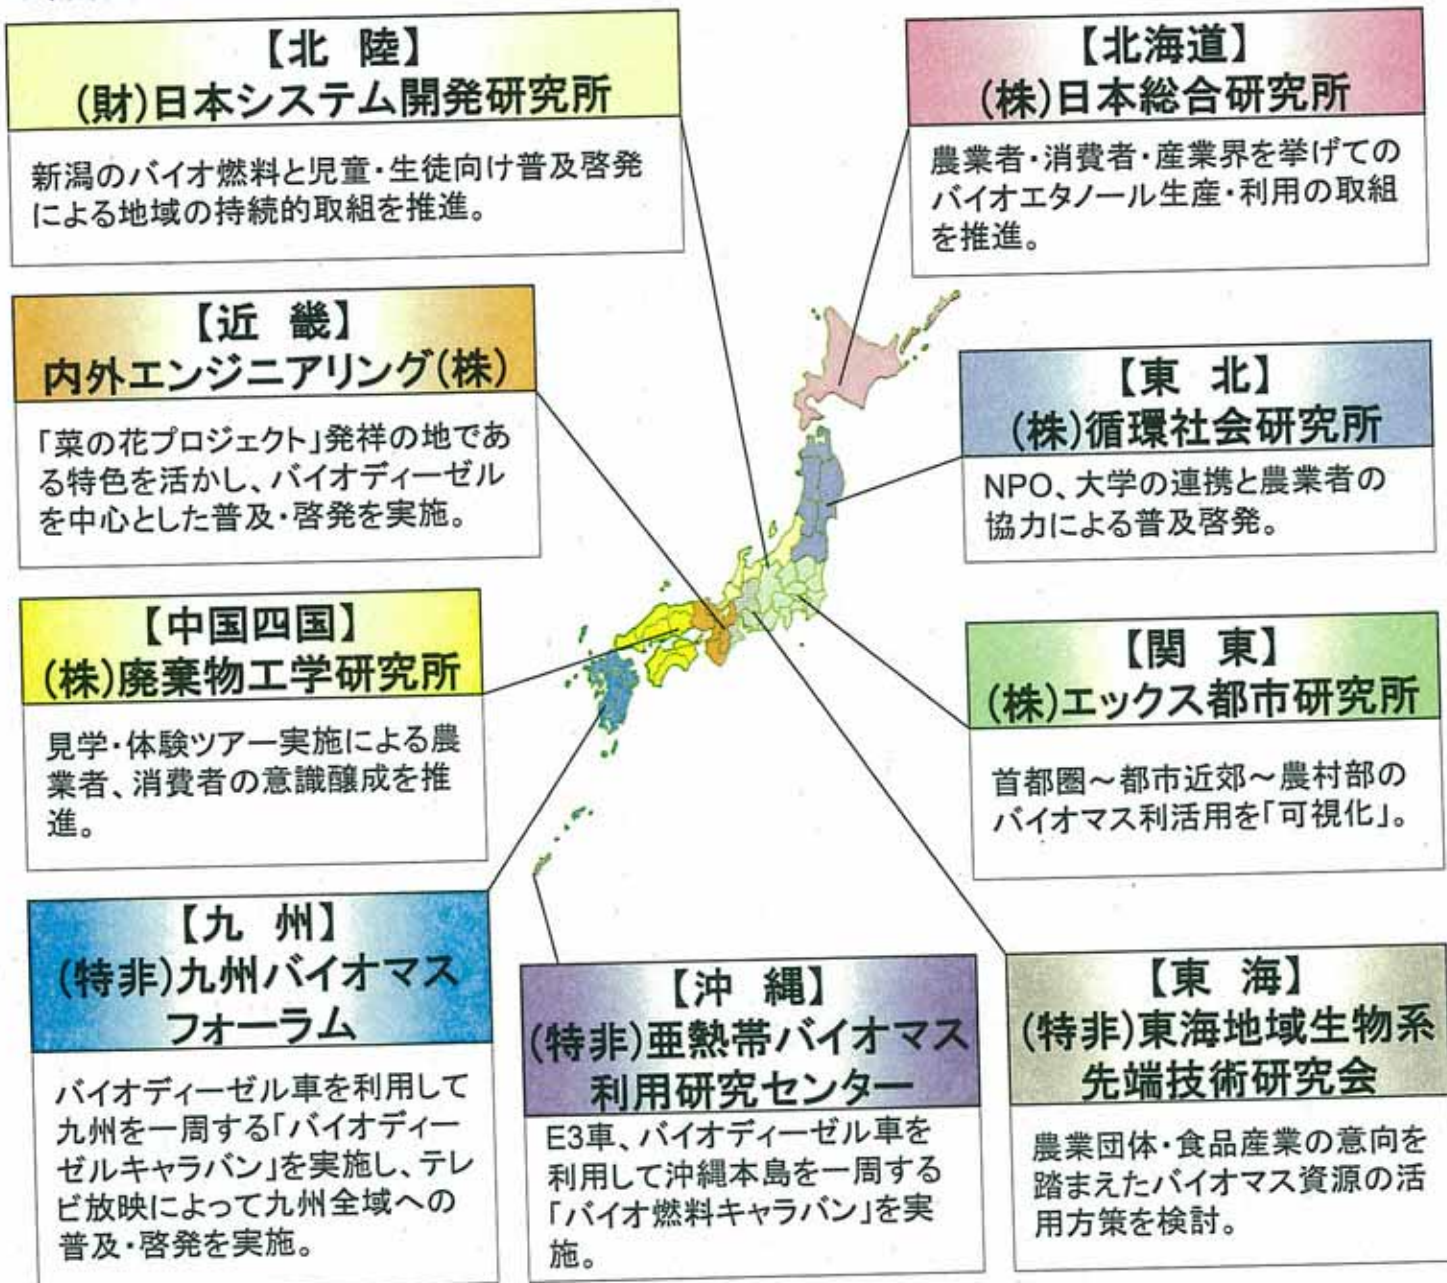 【北 陸】
(財)日本システム開発研究所
新潟のバイオ燃料と児童・生徒向け普及啓発
による地域の持続的取組を推進。
【北海道】
(株)日本総合研究所
農業者・消費者・産業界を挙げての
バイオエタノール生産・利用の取組
を推進。
【近 畿】
内外エンジニアリング(株)
「菜の花プロジェクト」発祥の地であ
る特色を活かし、バイオディーゼル
を中心とした普及・啓発を実施。
【東 北】
(株)循環社会研究所
NPO、大学の連携と農業者の
協力による普及啓発。
【中国四国】
(株)廃棄物工学研究所
見学・体験ツアー実施による農
業者、消費者の意識醸成を推
進。
【関 東】
(株)エックス都市研究所
首都圏～都市近郊～農村部の
バイオマス利活用を「可視化」。
【九 州】
(特非)九州バイオマス
フォーラム
バイオディーゼル車を利用して
九州を一周する「バイオディー
ゼルキャラバン」を実施し、テレ
ビ放映によって九州全域への
普及・啓発を実施。
【沖 縄】
(特非)亜熱帯バイオマス
利用研究センター
E3車、バイオディーゼル車を
利用して沖縄本島を一周する
「バイオ燃料キャラバン」を実
施。
【東 海】
(特非)東海地域生物系
先端技術研究会
農業団体・食品産業の意向を
踏まえたバイオマス資源の活
用方策を検討。